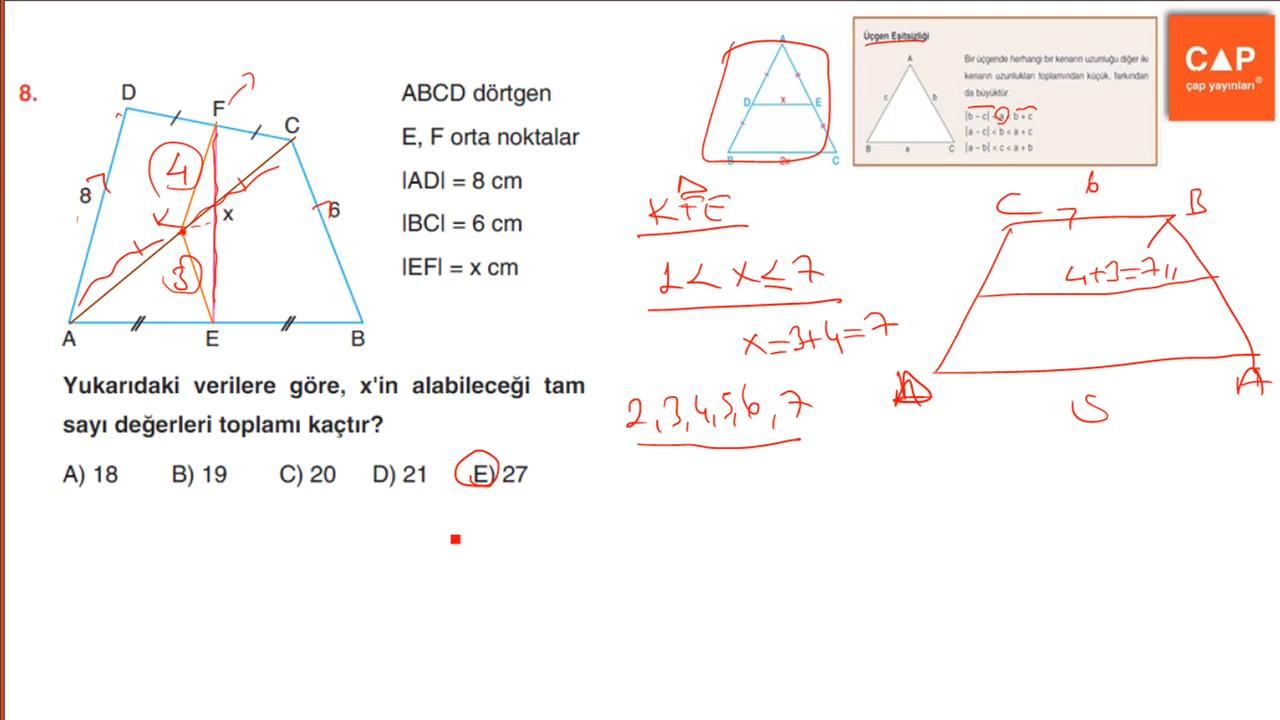 8.
D
F
C
4
8
K
x
6
3
A
E
B
ABCD dörtgen
E, F orta noktalar
|AD| = 8 cm
|BC| = 6 cm
|EF| = x cm
Yukarıdaki verilere göre, x'in alabileceği tam
sayı değerleri toplamı kaçtır?
A) 18 B) 19 C) 20 D) 21 E) 27
A
D x E
B 2x C
Üçgen Eşitsizliği
A
c b
B a C
Bir üçgende herhangi bir kenarın uzunluğu diğer iki
kenarın uzunlukları toplamından küçük, farkından
da büyüktür.
|b – c| < a < b + c
|a – c| < b < a + c
|a – b| < c < a + b
CAP
çap yayınları®
KFE
1 < x ≤ 7
x = 3+4 = 7
2, 3, 4, 5, 6, 7
6
C B
4+3=7
A